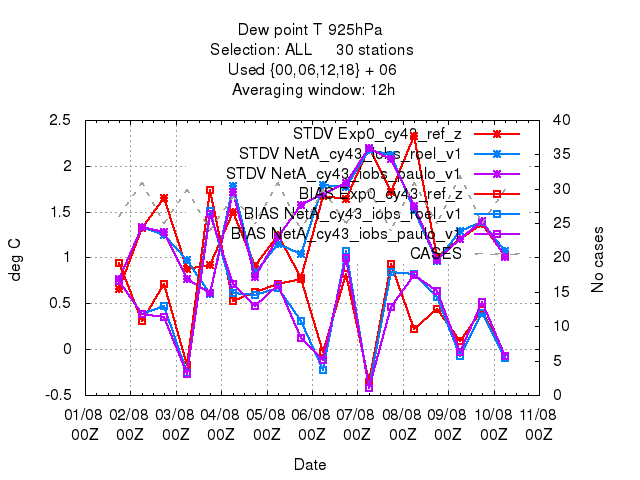 Dew point T 925hPa
Selection: ALL 30 stations
Used {00,06,12,18} + 06
Averaging window: 12h
deg C
2.5
2
1.5
1
0.5
0
-0.5
STDV Exp0_cy43_ref_z
STDV NetA_cy43_iobs_roel_v1
STDV NetA_cy43_iobs_paulo_v1
BIAS Exp0_cy43_ref_z
BIAS NetA_cy43_iobs_roel_v1
BIAS NetA_cy43_iobs_paulo_v1
CASES
40
35
30
25
20
15
10
5
0
No cases
01/08 02/08 03/08 04/08 05/08 06/08 07/08 08/08 09/08 10/08 11/08
00Z 00Z 00Z 00Z 00Z 00Z 00Z 00Z 00Z 00Z 00Z
Date